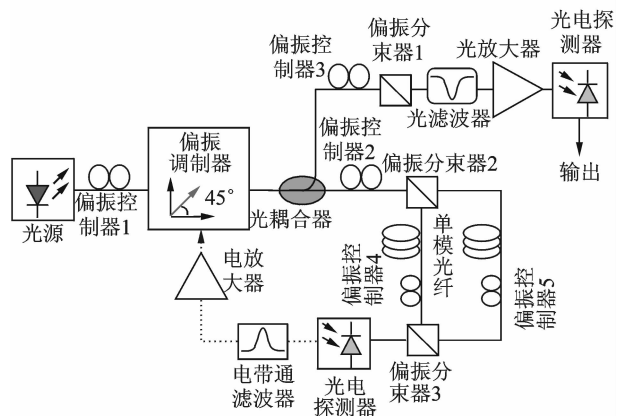 偏振控
制器3
偏振分
束器1
光放大器
光电探
测器
光滤波器
输出
偏振
调制器
45°
光源
偏振控
制器1
光耦合器
偏振控
制器2
偏振分束器2
单模光纤
偏振控
制器4
偏振控
制器5
电放
大器
电带通
滤波器
光电
探测器
偏振分
束器3